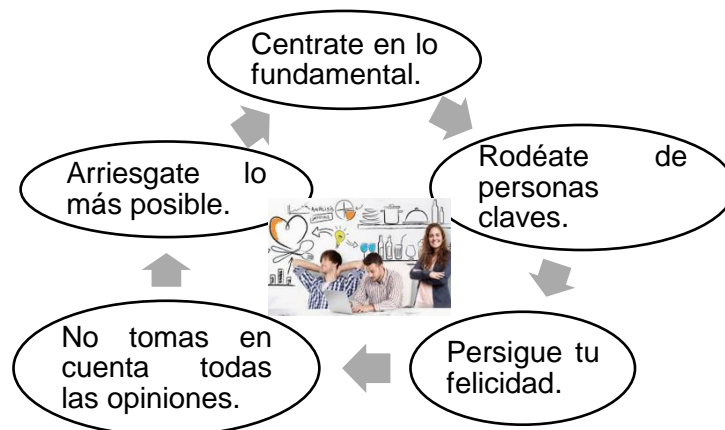 Centrate en lo
fundamental.
Rodéate de
personas
claves.
Persigue tu
felicidad.
No tomas en
cuenta todas
las opiniones.
Arriesgate lo
más posible.